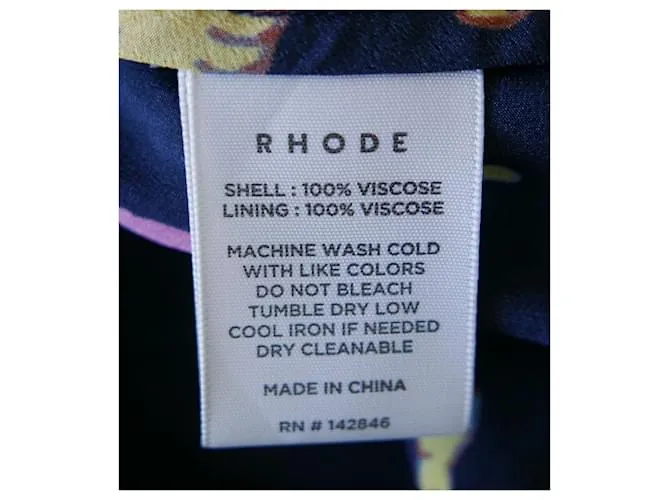 RHODE
SHELL : 100% VISCOSE
LINING : 100% VISCOSE
MACHINE WASH COLD
WITH LIKE COLORS
DO NOT BLEACH
TUMBLE DRY LOW
COOL IRON IF NEEDED
DRY CLEANABLE
MADE IN CHINA
RN # 142846